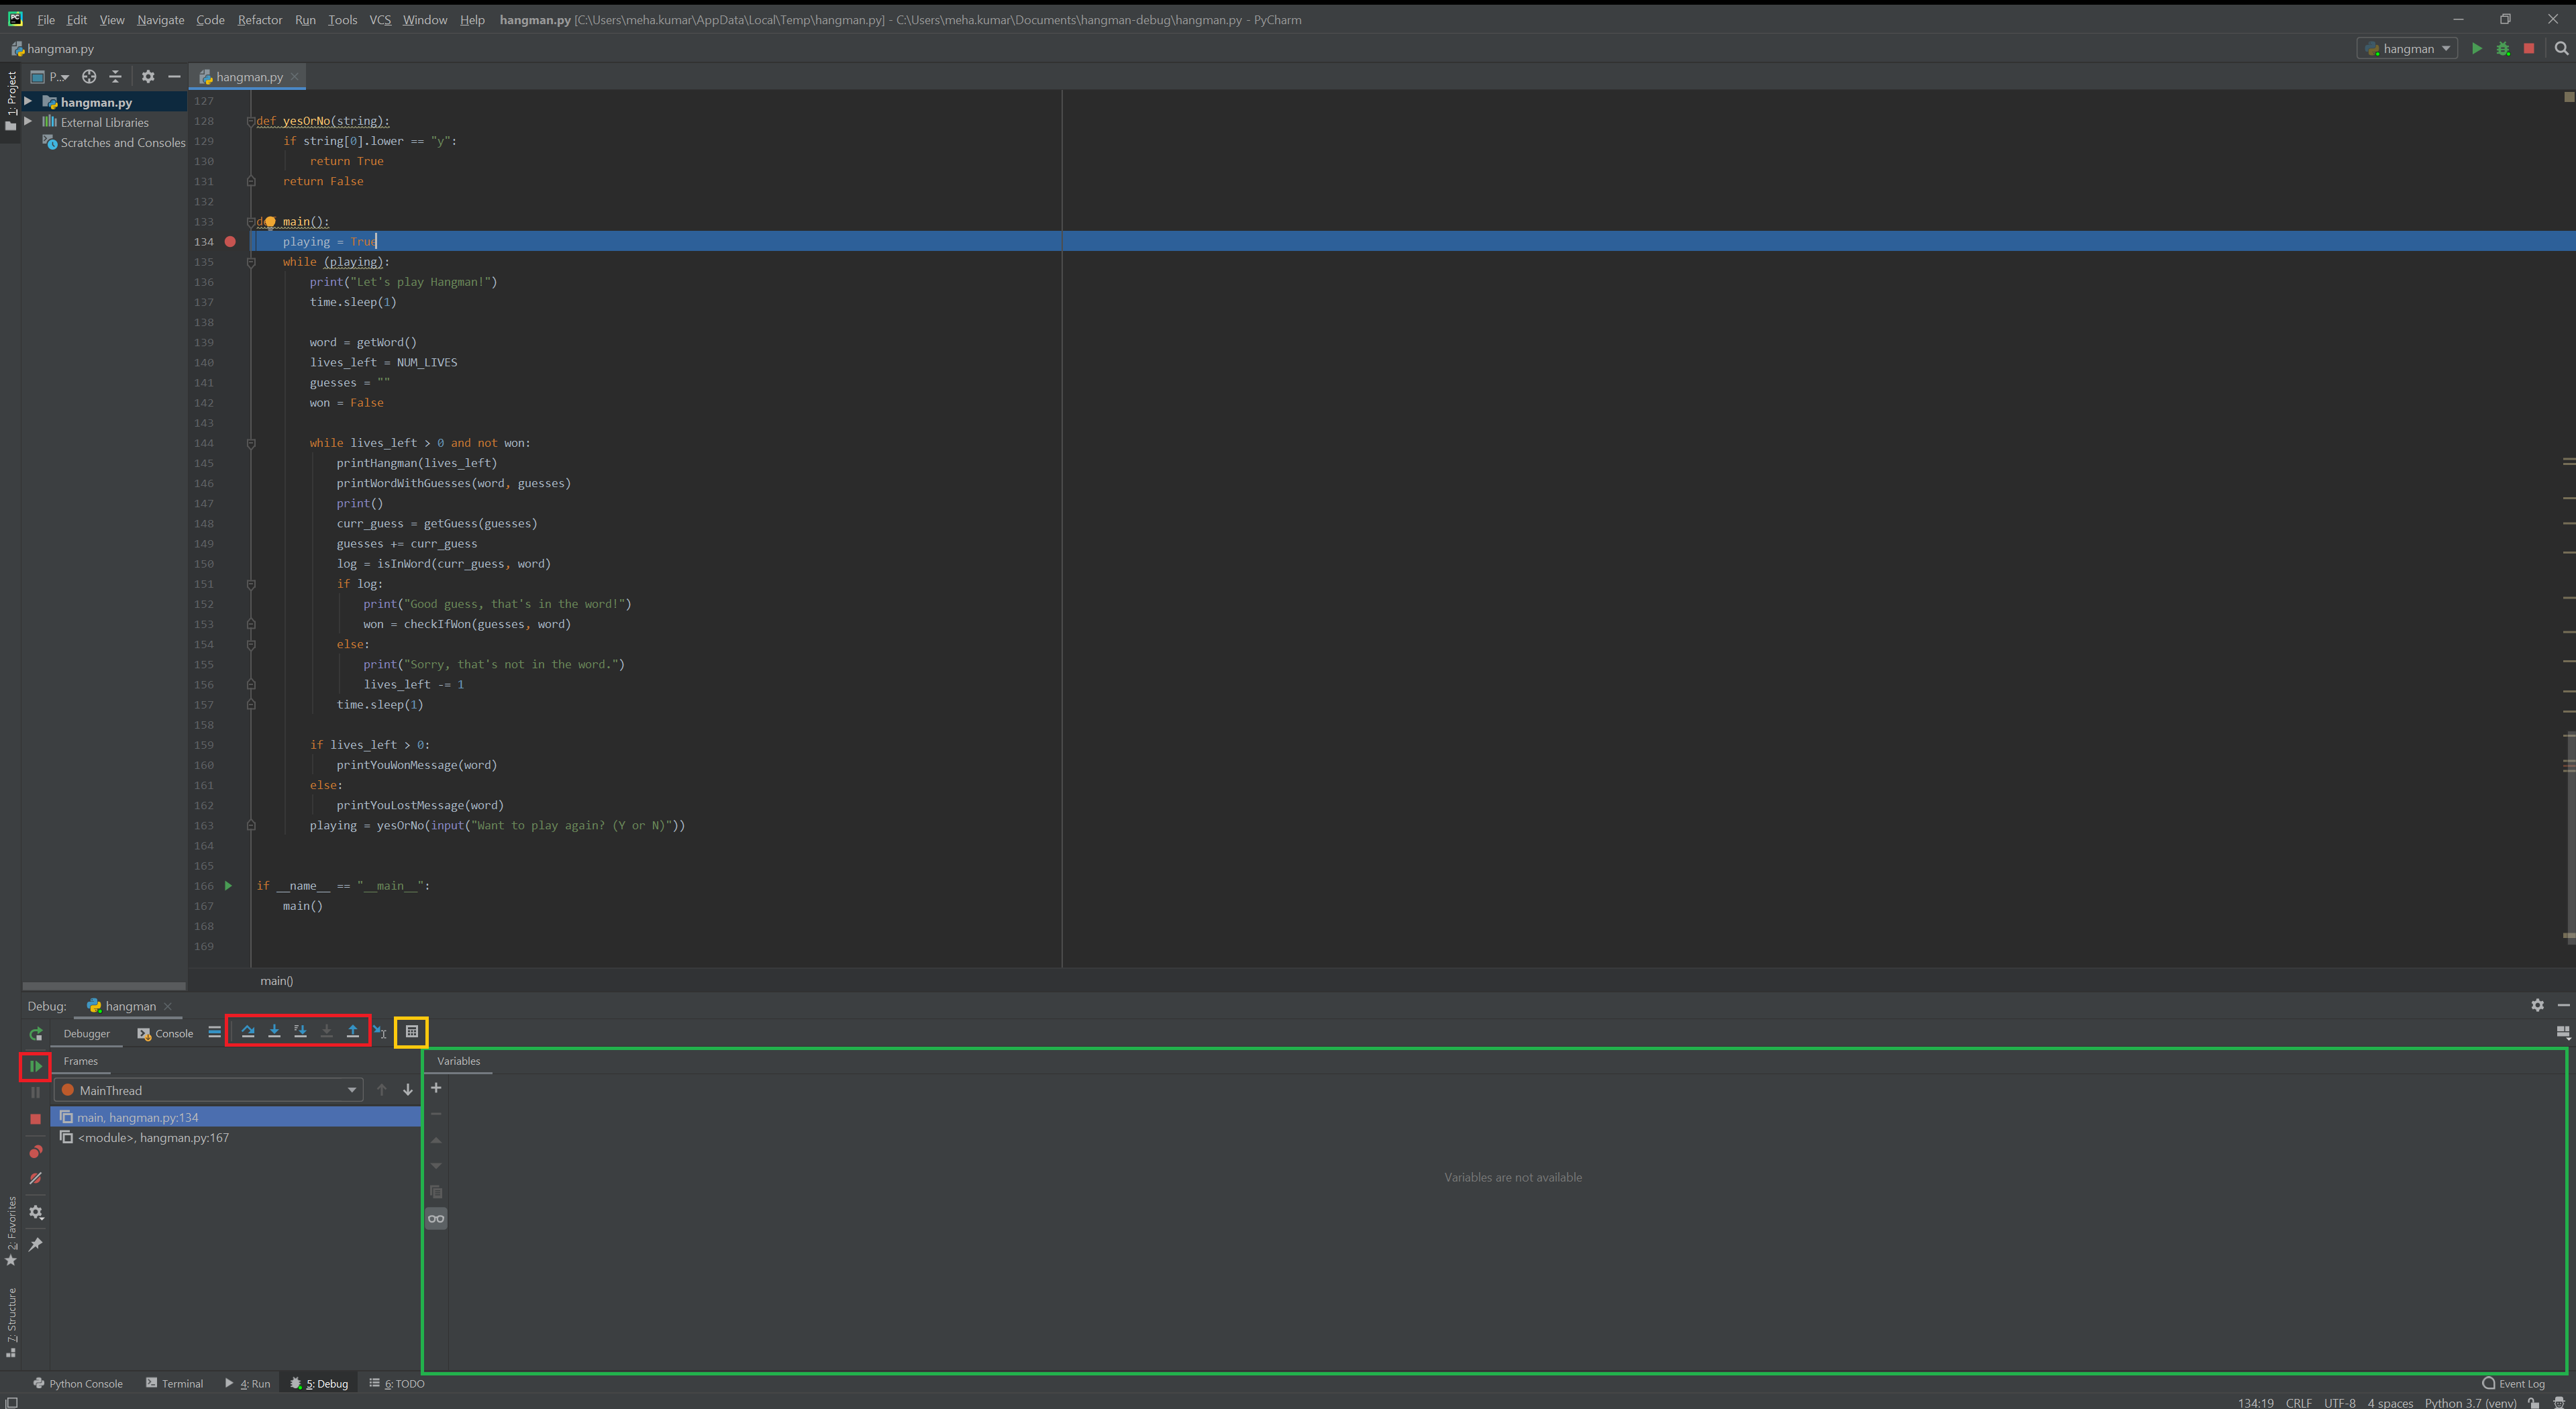 File Edit View Navigate Code Refactor Run Tools VCS Window Help hangman.py [C:\Users\meha.kumar\AppData\Local\Temp\hangman.py] - C:\Users\meha.kumar\Documents\hangman-debug\hangman.py - PyCharm
hangman.py hangman
1: Project
P... hangman.py
hangman.py
External Libraries
Scratches and Consoles
127
128 def yesOrNo(string):
129     if string[0].lower == "y":
130         return True
131     return False
132
133 def main():
134     playing = True
135     while (playing):
136         print("Let's play Hangman!")
137         time.sleep(1)
138
139         word = getWord()
140         lives_left = NUM_LIVES
141         guesses = ""
142         won = False
143
144         while lives_left > 0 and not won:
145             printHangman(lives_left)
146             printWordWithGuesses(word, guesses)
147             print()
148             curr_guess = getGuess(guesses)
149             guesses += curr_guess
150             log = isInWord(curr_guess, word)
151             if log:
152                 print("Good guess, that's in the word!")
153                 won = checkIfWon(guesses, word)
154             else:
155                 print("Sorry, that's not in the word.")
156                 lives_left -= 1
157             time.sleep(1)
158
159         if lives_left > 0:
160             printYouWonMessage(word)
161         else:
162             printYouLostMessage(word)
163         playing = yesOrNo(input("Want to play again? (Y or N)"))
164
165
166 if __name__ == "__main__":
167     main()
168
169
main()
Debug: hangman
Debugger Console
Frames
MainThread
main, hangman.py:134
<module>, hangman.py:167
Variables
Variables are not available
2: Favorites
7: Structure
Python Console Terminal 4: Run 5: Debug 6: TODO Event Log
134:19 CRLF UTF-8 4 spaces Python 3.7 (venv)